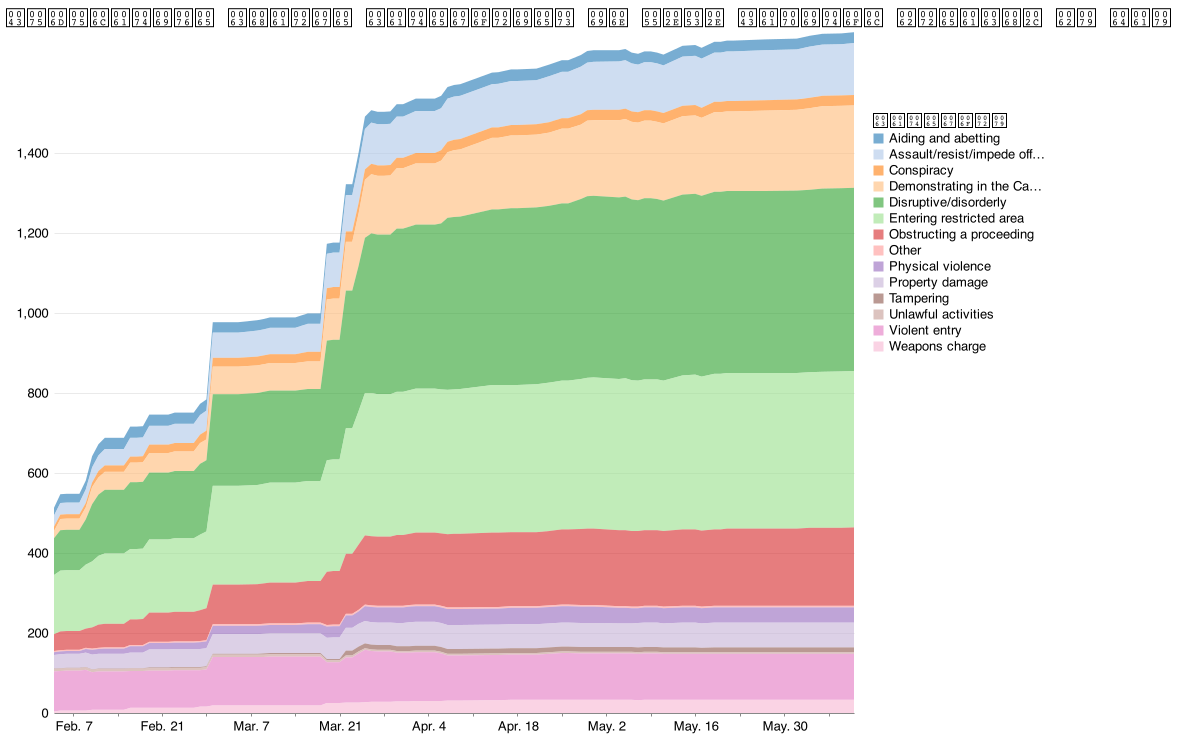 1,400
1,200
1,000
800
600
400
200
0
Feb. 7 Feb. 21 Mar. 7 Mar. 21 Apr. 4 Apr. 18 May. 2 May. 16 May. 30
Aiding and abetting
Assault/resist/impede off…
Conspiracy
Demonstrating in the Ca…
Disruptive/disorderly
Entering restricted area
Obstructing a proceeding
Other
Physical violence
Property damage
Tampering
Unlawful activities
Violent entry
Weapons charge